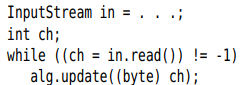 InputStream in = . . .;
int ch;
while ((ch = in.read()) != -1)
   alg.update((byte) ch);